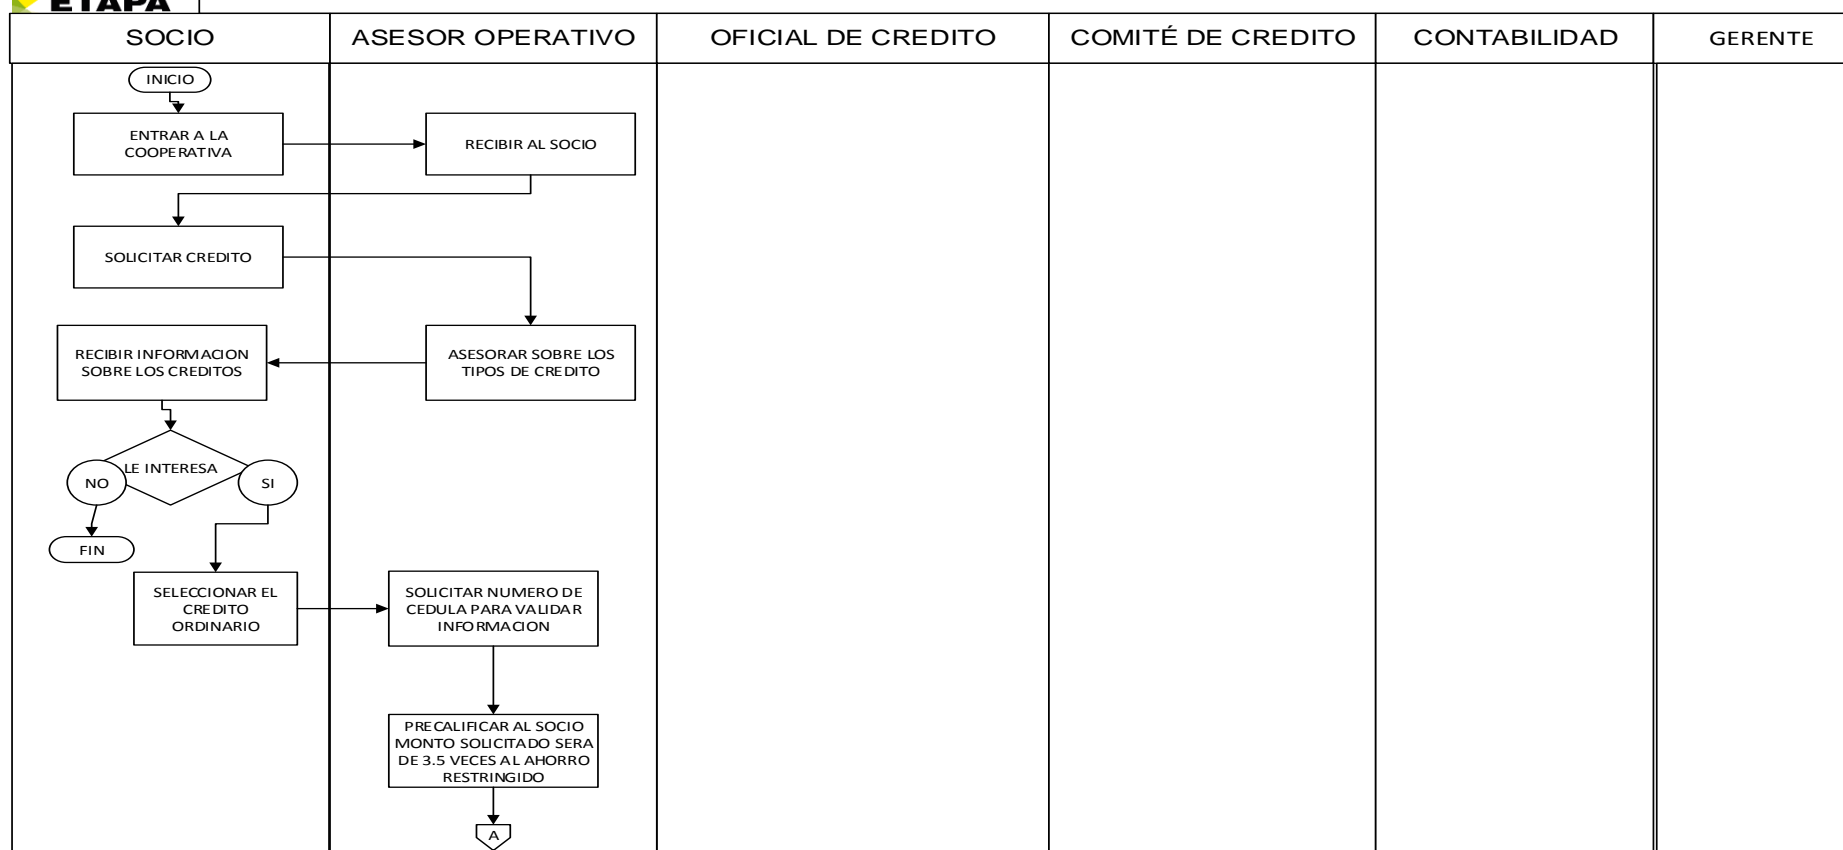 ETAPA
SOCIO
ASESOR OPERATIVO
OFICIAL DE CREDITO
COMITÉ DE CREDITO
CONTABILIDAD
GERENTE
INICIO
ENTRAR A LA
COOPERATIVA
RECIBIR AL SOCIO
SOLICITAR CREDITO
RECIBIR INFORMACION
SOBRE LOS CREDITOS
ASESORAR SOBRE LOS
TIPOS DE CREDITO
LE INTERESA
NO
SI
FIN
SELECCIONAR EL
CREDITO
ORDINARIO
SOLICITAR NUMERO DE
CEDULA PARA VALIDAR
INFORMACION
PRECALIFICAR AL SOCIO
MONTO SOLICITADO SERA
DE 3.5 VECES AL AHORRO
RESTRINGIDO
A